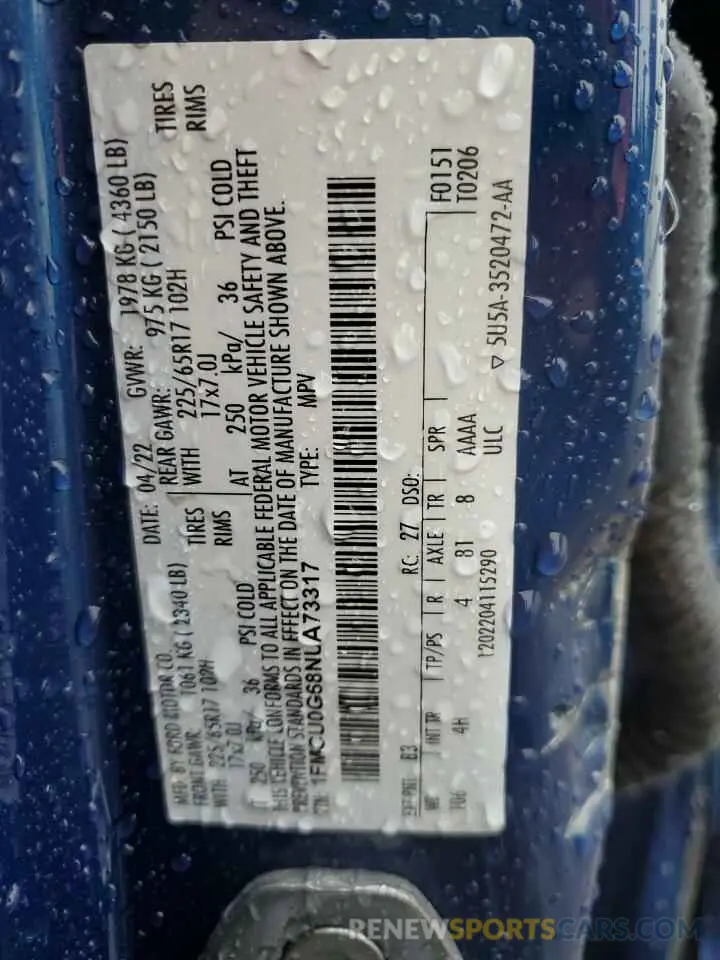 MFD BY FORD MOTOR CO.
DATE: 04/22 GVWR: 1978 KG ( 4360 LB)
FRONT GAWR: 1061 KG ( 2340 LB)
REAR GAWR: 975 KG ( 2150 LB)
WITH 225/65R17 102H TIRES
WITH 225/65R17 102H TIRES
17x7.0J RIMS
17x7.0J RIMS
AT 250 kPa/ 36 PSI COLD
AT 250 kPa/ 36 PSI COLD
THIS VEHICLE CONFORMS TO ALL APPLICABLE FEDERAL MOTOR VEHICLE SAFETY AND THEFT
PREVENTION STANDARDS IN EFFECT ON THE DATE OF MANUFACTURE SHOWN ABOVE.
VIN: 1FMCU0G68NLA73317 TYPE: MPV
EXT PNT: B3 RC: 27 DSO: F0151
WB INT TR TP/PS R AXLE TR SPR T0206
106 4H 4 81 8 AAAA
1202204115290 ULC
▽ 5U5A-3520472-AA
RENEWSPORTSCARS.COM